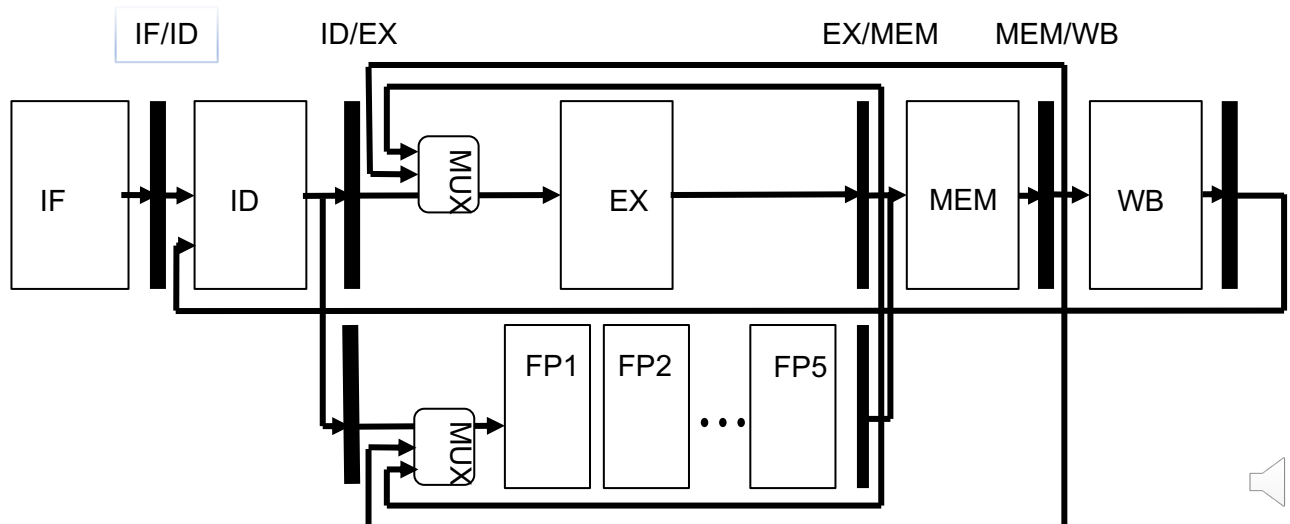 IF/ID
ID/EX
EX/MEM
MEM/WB
IF
ID
MUX
EX
MEM
WB
MUX
FP1
FP2
FP5